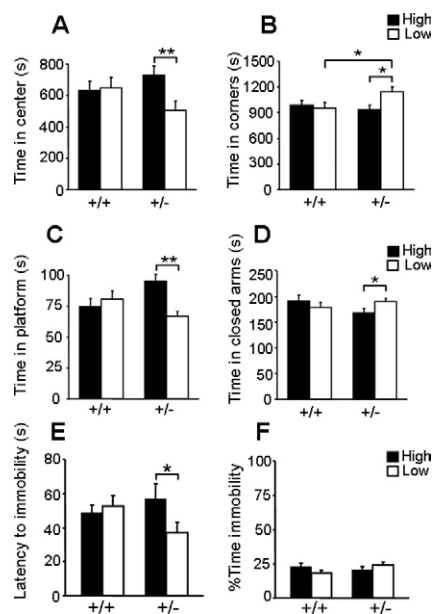 A
Time in center (s)
800
600
400
200
0
**
+/+ +/-
B
High
Low
Time in corners (s)
1500
1200
900
600
300
0
*
*
+/+ +/-
C
Time in platform (s)
100
75
50
25
0
**
+/+ +/-
D
High
Low
Time in closed arms (s)
250
200
150
100
50
0
*
+/+ +/-
E
Latency to immobility (s)
80
60
40
20
0
*
+/+ +/-
F
High
Low
%Time immobility
100
75
50
25
0
+/+ +/-